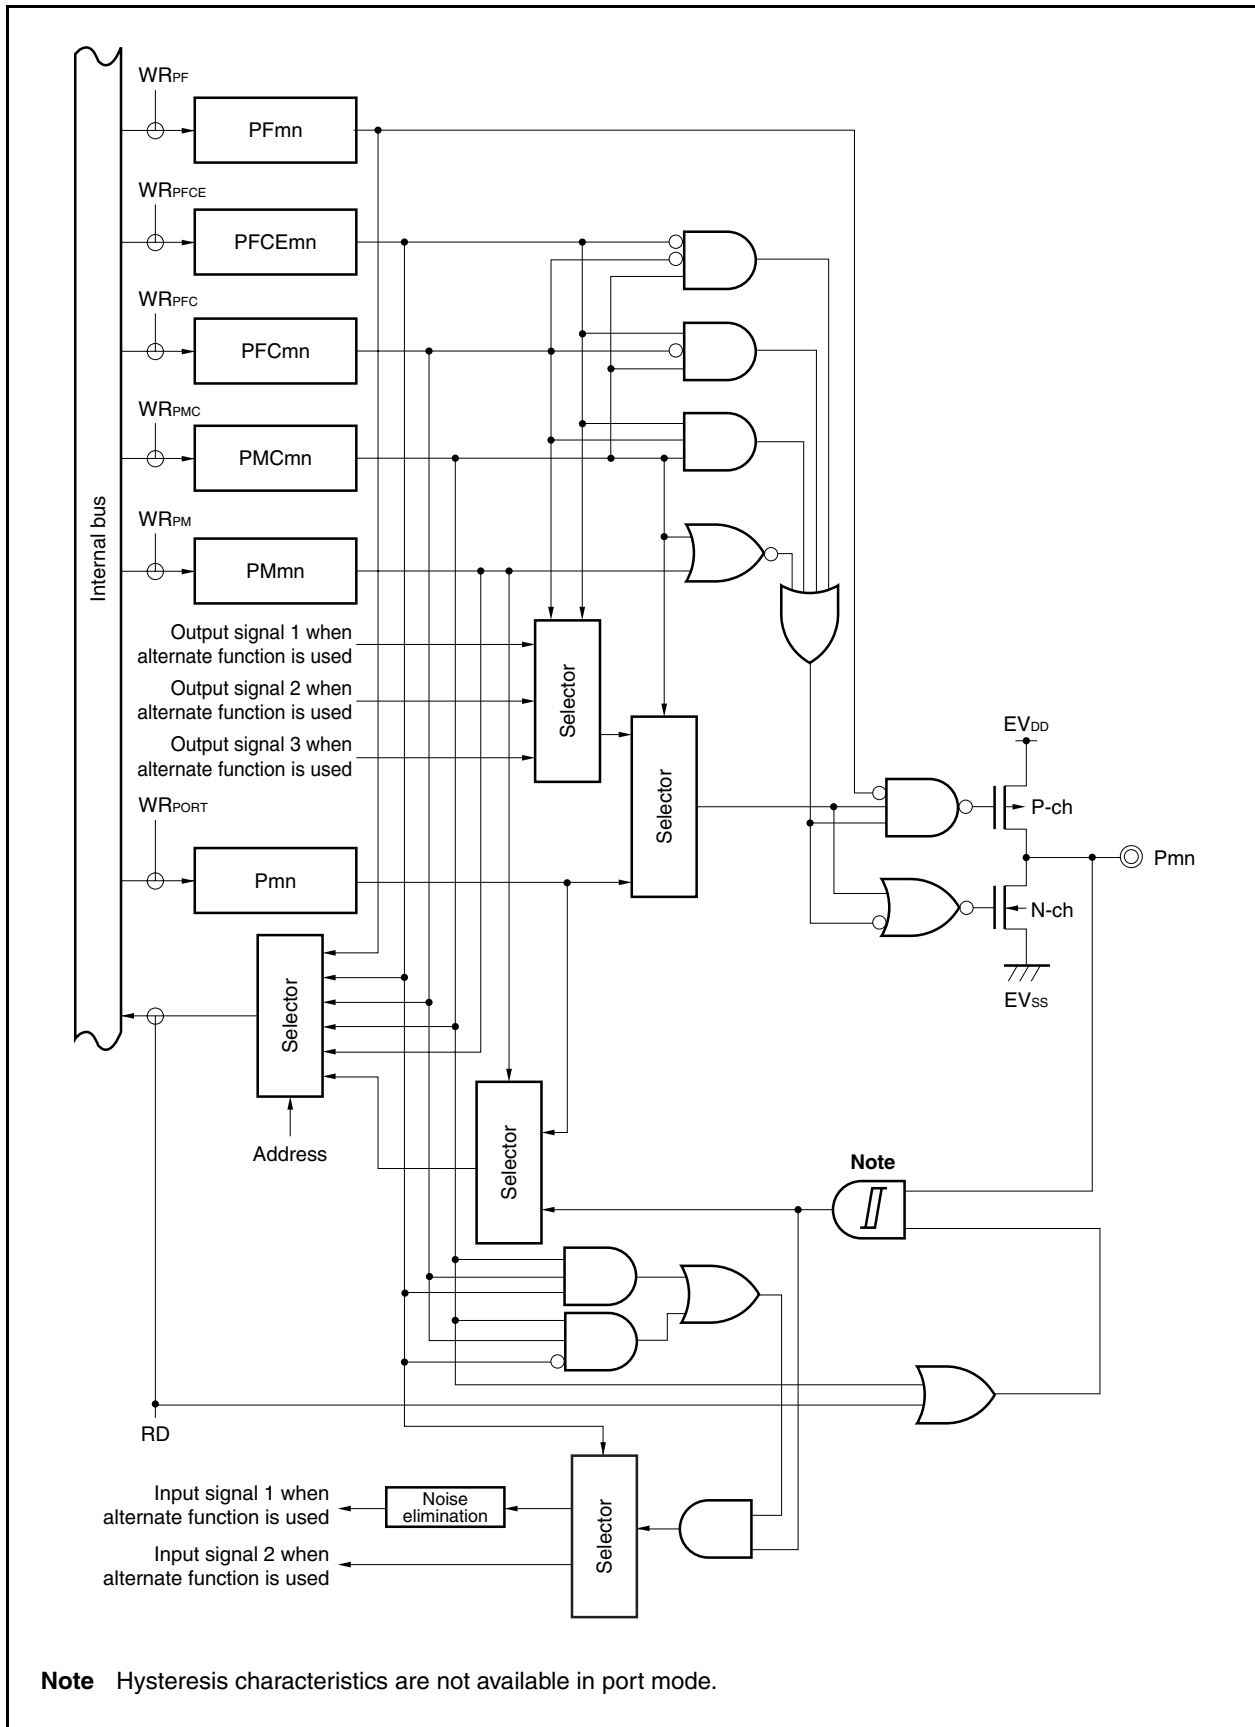 WRPF
PFmn
WRPFCE
PFCEmn
WRPFC
PFCmn
WRPMC
PMCmn
Internal bus
WRPM
PMmn
Output signal 1 when
alternate function is used
Output signal 2 when
alternate function is used
Output signal 3 when
alternate function is used
Selector
Selector
EVDD
P-ch
WRPORT
Pmn
Pmn
N-ch
EVSS
Selector
Address
Selector
Note
RD
Input signal 1 when
alternate function is used
Noise
elimination
Input signal 2 when
alternate function is used
Selector
Note Hysteresis characteristics are not available in port mode.